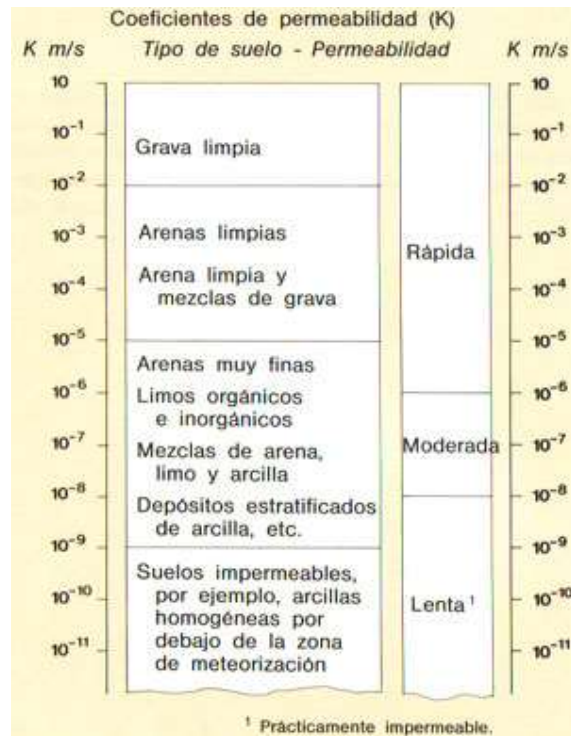 Coeficientes de permeabilidad (K)
K m/s Tipo de suelo - Permeabilidad K m/s
10 10
10⁻¹ 10⁻¹
Grava limpia
10⁻² 10⁻²
10⁻³ Arenas limpias 10⁻³
Rápida
Arena limpia y
10⁻⁴ mezclas de grava 10⁻⁴
10⁻⁵ 10⁻⁵
Arenas muy finas
10⁻⁶ Limos orgánicos 10⁻⁶
e inorgánicos
10⁻⁷ Mezclas de arena, Moderada 10⁻⁷
limo y arcilla
10⁻⁸ 10⁻⁸
Depósitos estratificados
de arcilla, etc.
10⁻⁹ 10⁻⁹
Suelos impermeables,
10⁻¹⁰ por ejemplo, arcillas Lenta ¹ 10⁻¹⁰
homogéneas por
10⁻¹¹ debajo de la zona 10⁻¹¹
de meteorización
¹ Prácticamente impermeable.